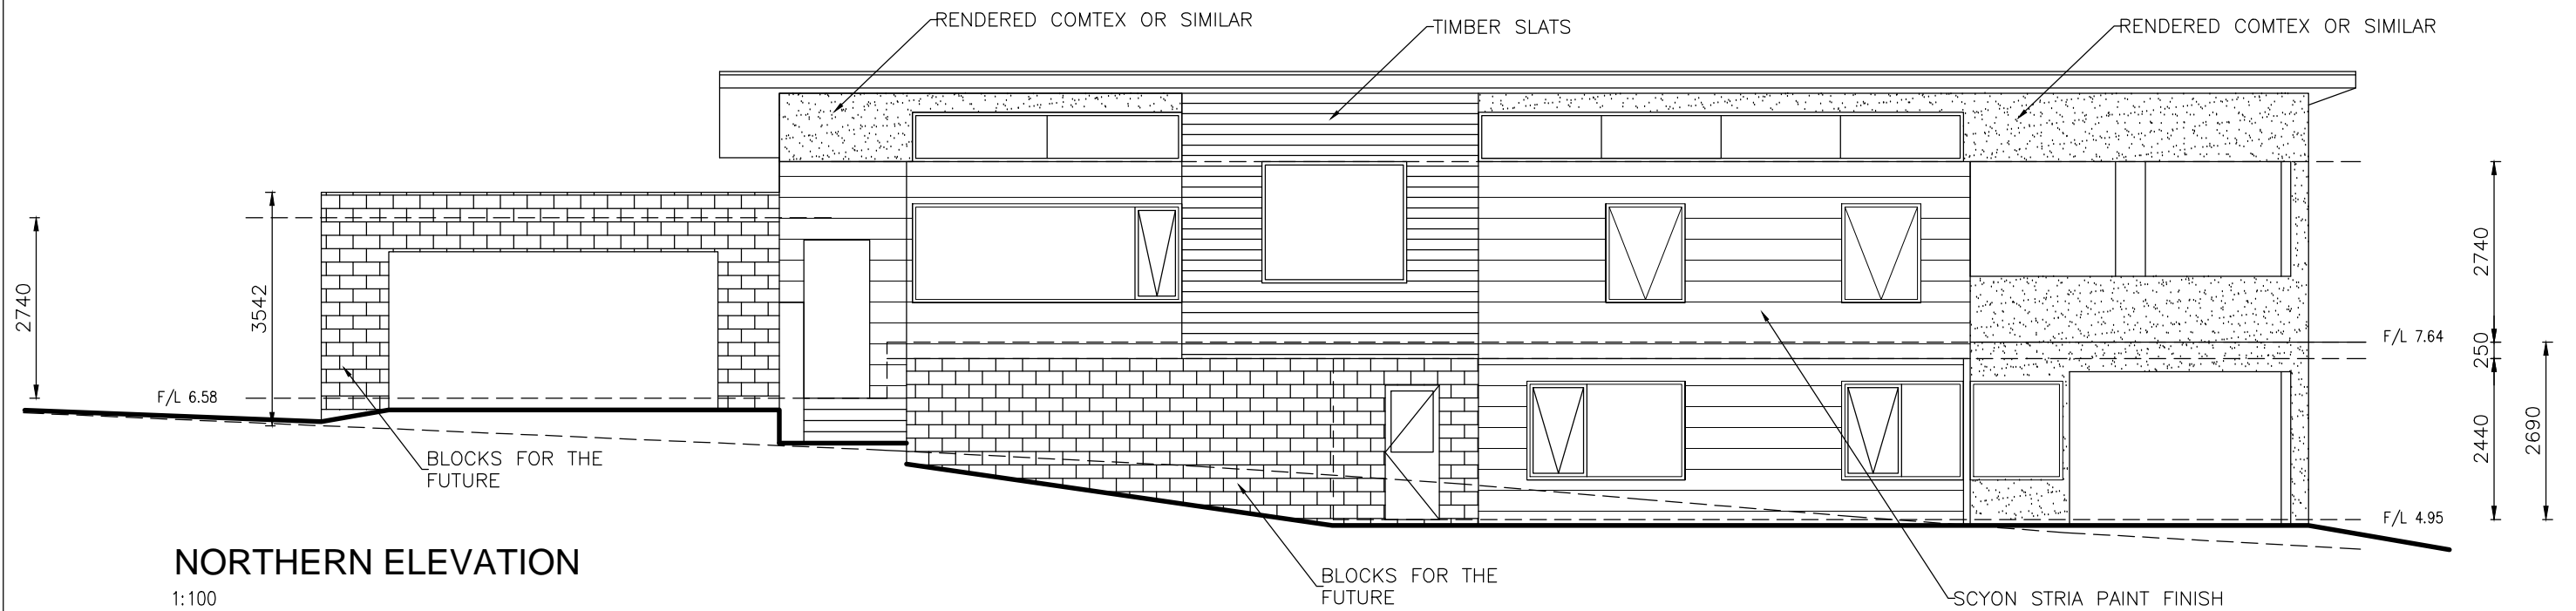 RENDERED COMTEX OR SIMILAR
TIMBER SLATS
RENDERED COMTEX OR SIMILAR
2740
3542
F/L 6.58
BLOCKS FOR THE
FUTURE
2740
F/L 7.64
250
2440
2690
F/L 4.95
NORTHERN ELEVATION
1:100
BLOCKS FOR THE
FUTURE
SCYON STRIA PAINT FINISH